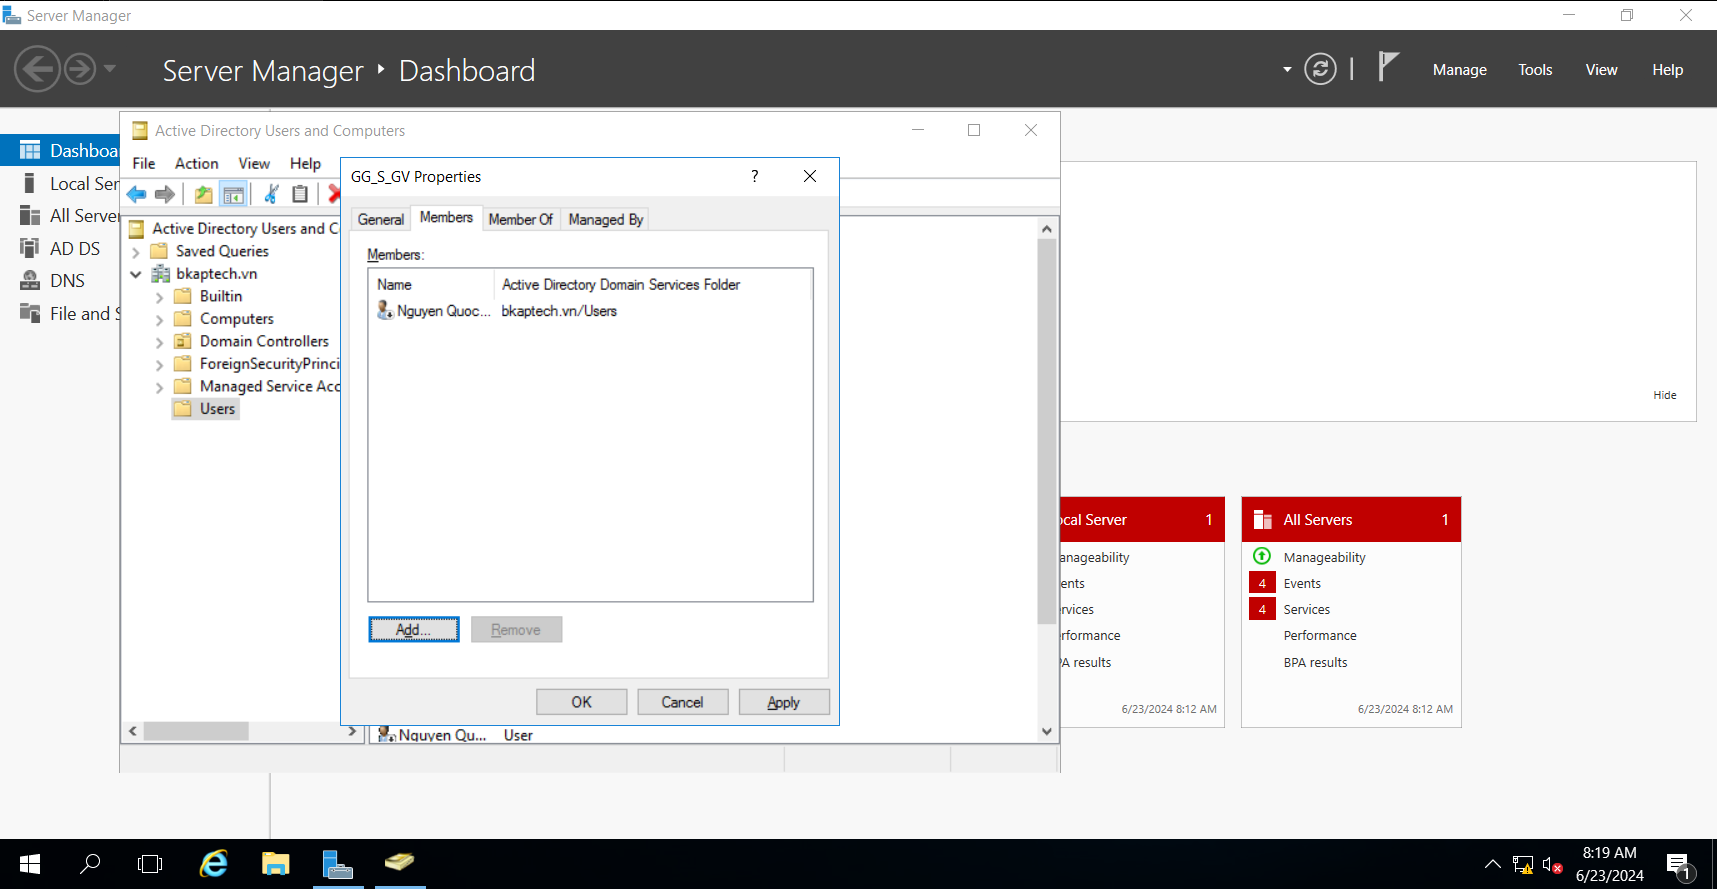 Server Manager
Server Manager
Dashboard
Manage
Tools
View
Help
Active Directory Users and Computers
File
Action
View
Help
GG_S_GV Properties
?
General
Members
Member Of
Managed By
Members:
Name
Active Directory Domain Services Folder
Nguyen Quoc...
bkaptech.vn/Users
Add...
Remove
OK
Cancel
Apply
Active Directory Users and C
Saved Queries
bkaptech.vn
Builtin
Computers
Domain Controllers
ForeignSecurityPrinci
Managed Service Acc
Users
Nguyen Qu...
User
Dashboa
Local Ser
All Server
AD DS
DNS
File and S
Hide
ocal Server
1
anageability
ents
rvices
rformance
PA results
6/23/2024 8:12 AM
All Servers
1
Manageability
4
Events
4
Services
Performance
BPA results
6/23/2024 8:12 AM
8:19 AM
6/23/2024
1